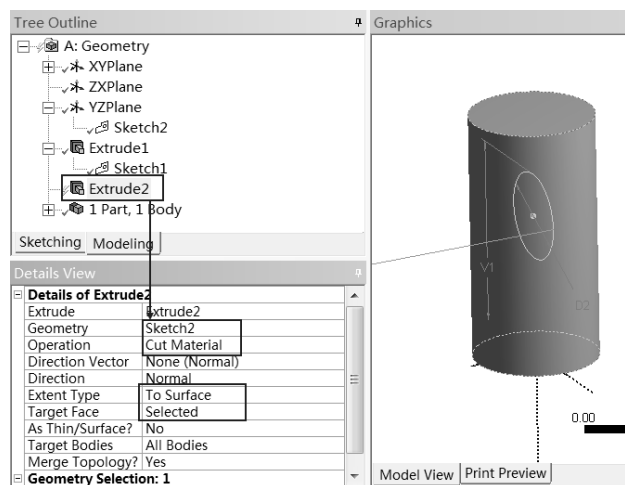 Tree Outline
A: Geometry
XYPlane
ZXPlane
YZPlane
Sketch2
Extrude1
Sketch1
Extrude2
1 Part, 1 Body
Sketching Modeling
Details View
Details of Extrude2
Extrude Extrude2
Geometry Sketch2
Operation Cut Material
Direction Vector None (Normal)
Direction Normal
Extent Type To Surface
Target Face Selected
As Thin/Surface? No
Target Bodies All Bodies
Merge Topology? Yes
Geometry Selection: 1
Graphics
V1
D2
0.00
Model View Print Preview